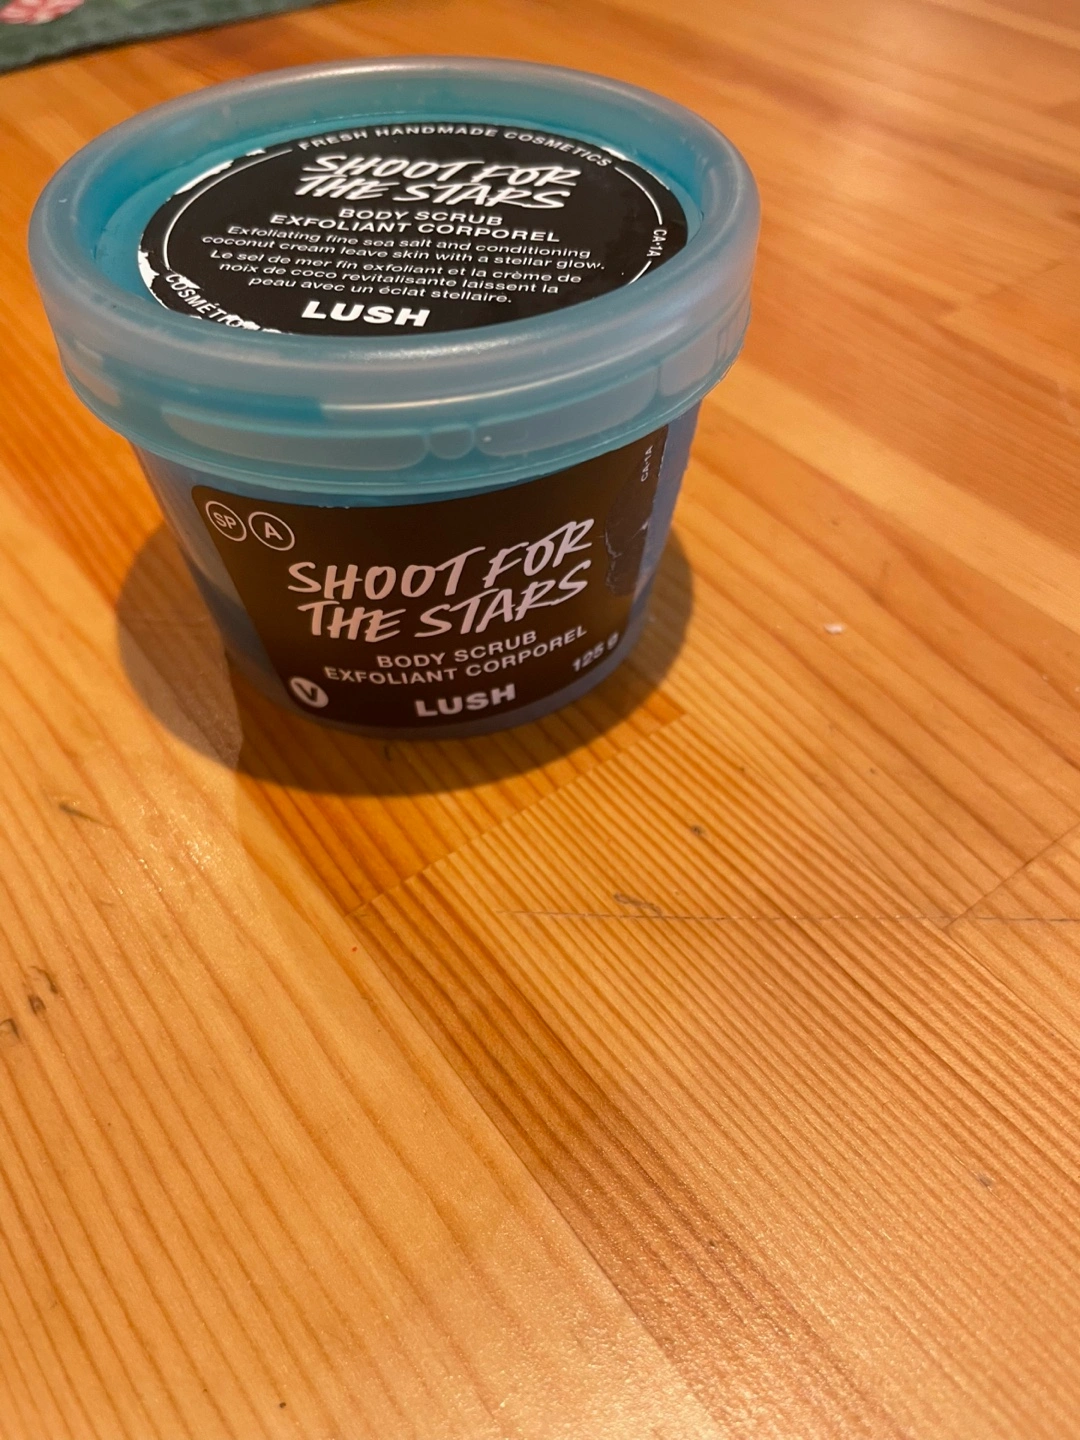 FRESH HANDMADE COSMETICS
SHOOT FOR
THE STARS
BODY SCRUB
EXFOLIANT CORPOREL
Exfoliating fine sea salt and conditioning
coconut cream leave skin with a stellar glow.
Le sel de mer fin exfoliant et la crème de
noix de coco revitalisante laissent la
peau avec un éclat stellaire.
LUSH
CA-1A
CA-1A
SP A
SHOOT FOR
THE STARS
BODY SCRUB
EXFOLIANT CORPOREL
125 g
V
LUSH